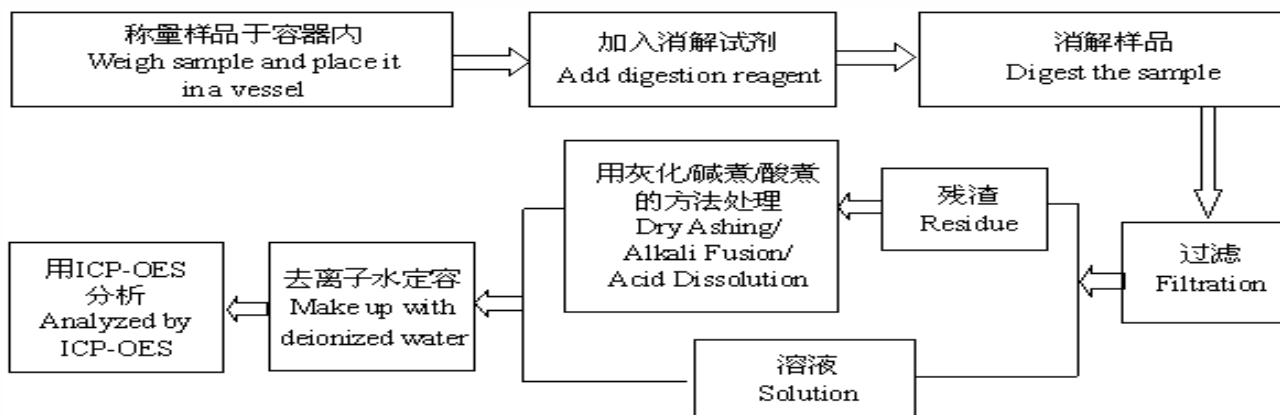 称量样品于容器内
Weigh sample and place it
in a vessel
加入消解试剂
Add digestion reagent
消解样品
Digest the sample
过滤
Filtration
残渣
Residue
溶液
Solution
用灰化/碱煮/酸煮
的方法处理
Dry Ashing/
Alkali Fusion/
Acid Dissolution
去离子水定容
Make up with
deionized water
用ICP-OES
分析
Analyzed by
ICP-OES